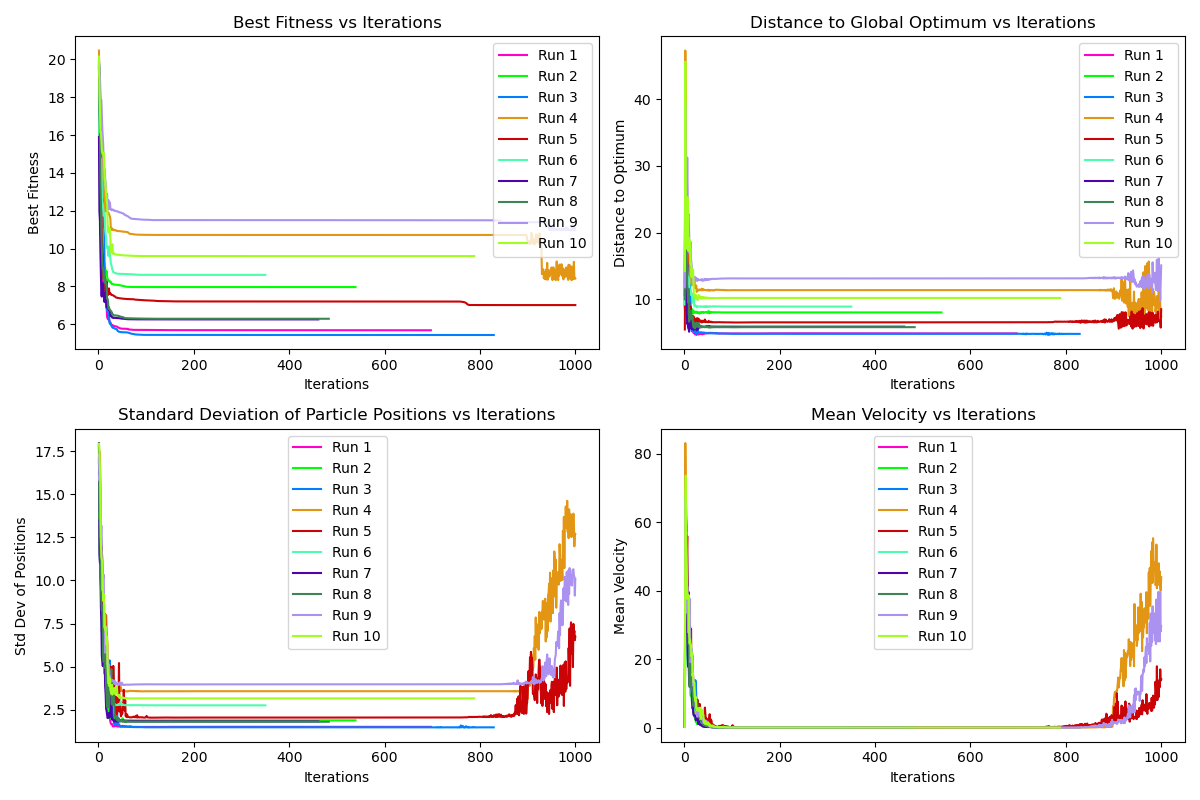 Best Fitness vs Iterations
Best Fitness
20
18
16
14
12
10
8
6
0
200
400
600
800
1000
Iterations
Run 1
Run 2
Run 3
Run 4
Run 5
Run 6
Run 7
Run 8
Run 9
Run 10
Distance to Global Optimum vs Iterations
Distance to Optimum
40
30
20
10
0
200
400
600
800
1000
Iterations
Run 1
Run 2
Run 3
Run 4
Run 5
Run 6
Run 7
Run 8
Run 9
Run 10
Standard Deviation of Particle Positions vs Iterations
Std Dev of Positions
17.5
15.0
12.5
10.0
7.5
5.0
2.5
0
200
400
600
800
1000
Iterations
Run 1
Run 2
Run 3
Run 4
Run 5
Run 6
Run 7
Run 8
Run 9
Run 10
Mean Velocity vs Iterations
Mean Velocity
80
60
40
20
0
0
200
400
600
800
1000
Iterations
Run 1
Run 2
Run 3
Run 4
Run 5
Run 6
Run 7
Run 8
Run 9
Run 10